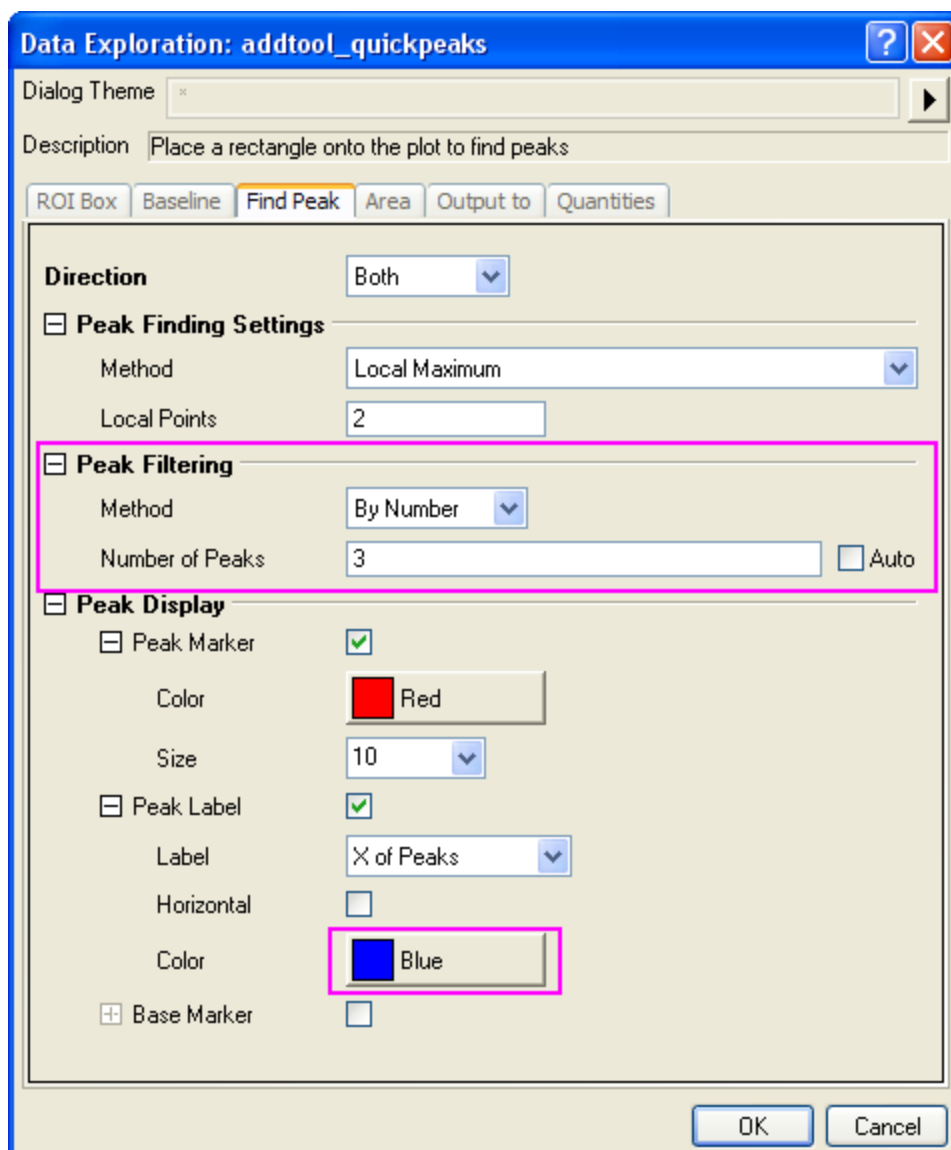 Data Exploration: addtool_quickpeaks
Dialog Theme *
Description Place a rectangle onto the plot to find peaks
ROI Box Baseline Find Peak Area Output to Quantities
Direction Both
Peak Finding Settings
Method Local Maximum
Local Points 2
Peak Filtering
Method By Number
Number of Peaks 3 Auto
Peak Display
Peak Marker
Color Red
Size 10
Peak Label
Label X of Peaks
Horizontal
Color Blue
Base Marker
OK Cancel